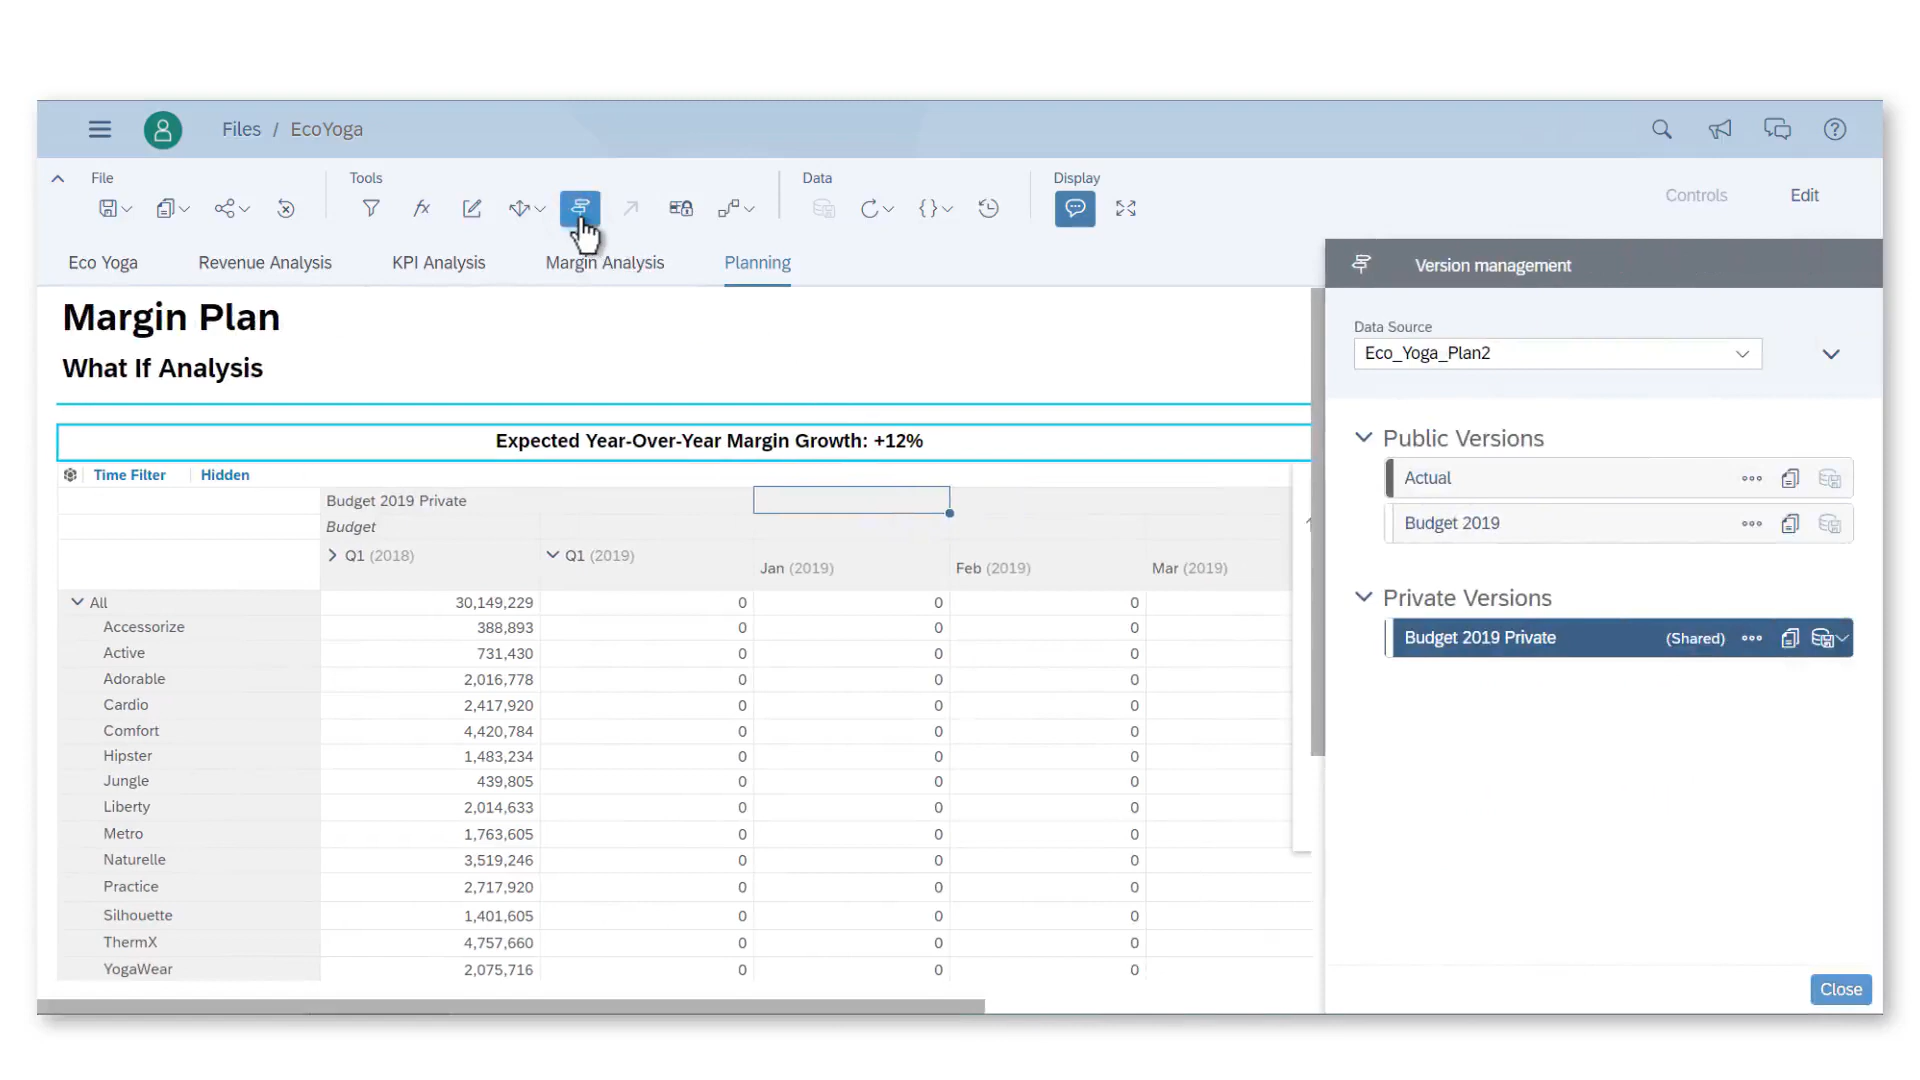 Files / EcoYoga
File
Tools
Data
Display
Controls
Edit
Eco Yoga
Revenue Analysis
KPI Analysis
Margin Analysis
Planning
Version management
Margin Plan
What If Analysis
Data Source
Eco_Yoga_Plan2
Expected Year-Over-Year Margin Growth: +12%
Time Filter
Hidden
Budget 2019 Private
Budget
Q1 (2018)
Q1 (2019)
Jan (2019)
Feb (2019)
Mar (2019)
All 30,149,229 0 0 0
Accessorize 388,893 0 0 0
Active 731,430 0 0 0
Adorable 2,016,778 0 0 0
Cardio 2,417,920 0 0 0
Comfort 4,420,784 0 0 0
Hipster 1,483,234 0 0 0
Jungle 439,805 0 0 0
Liberty 2,014,633 0 0 0
Metro 1,763,605 0 0 0
Naturelle 3,519,246 0 0 0
Practice 2,717,920 0 0 0
Silhouette 1,401,605 0 0 0
ThermX 4,757,660 0 0 0
YogaWear 2,075,716 0 0 0
Public Versions
Actual
Budget 2019
Private Versions
Budget 2019 Private (Shared)
Close